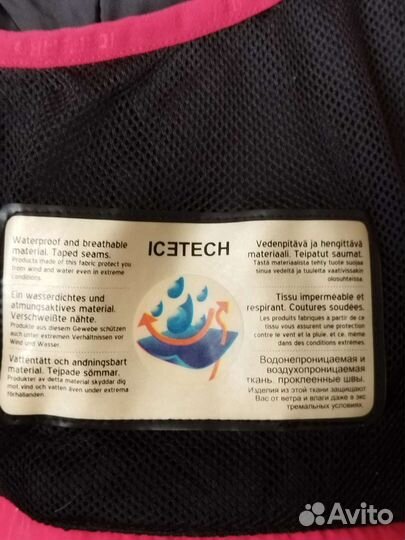 ICƎTECH
Waterproof and breathable
material. Taped seams.
Products made of this fabric protect you
from wind and water even in extreme
conditions.
Ein wasserdichtes und
atmungsaktives material.
Verschweißte nähte.
Produkte aus diesem Gewebe schützen
auch unter extremen Verhältnissen vor
Wind und Wasser.
Vattentätt och andningsbart
material. Tejpade sömmar.
Produkter av detta material skyddar dig
mot vind och vatten även under extrema
förhållanden.
Vedenpitävä ja hengittävä
materiaali. Teipatut saumat.
Tästä materiaalista tehty tuote suojaa
sinua vedeltä ja tuulelta vaativissakin
olosuhteissa.
Tissu imperméable et
respirant. Coutures soudées.
Les produits fabriqués a partir de ce
tissu vous assurent une protection
contre le vent et la pluie, et ce, même
dans des conditions extrêmes.
Водонепроницаемая и
воздухопроницаемая
ткань, проклеенные швы.
Изделия из этой ткани защищают
Вас от ветра и влаги даже в экс
тремальных условиях.
Avito